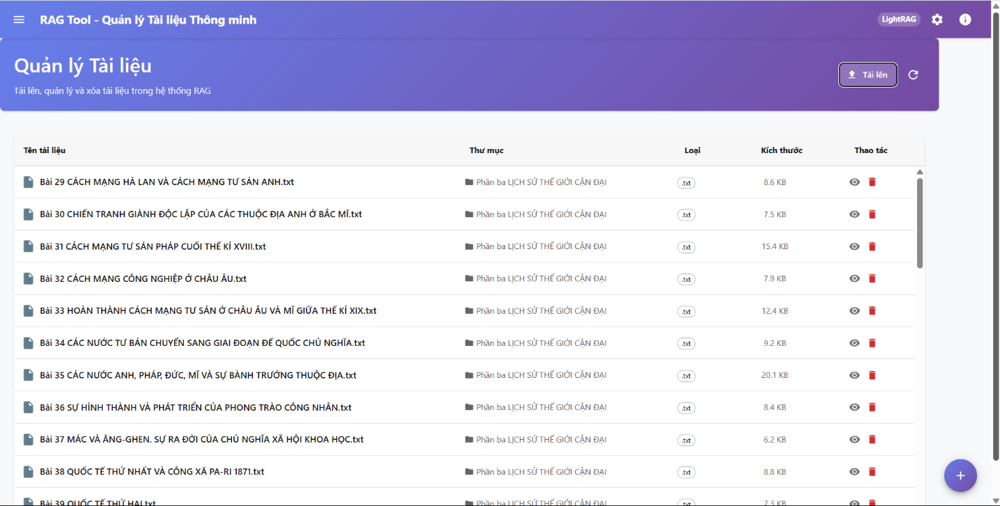 RAG Tool - Quản lý Tài liệu Thông minh
LightRAG
Quản lý Tài liệu
Tải lên, quản lý và xóa tài liệu trong hệ thống RAG
Tải lên
Tên tài liệu Thư mục Loại Kích thước Thao tác
Bài 29 CÁCH MẠNG HÀ LAN VÀ CÁCH MẠNG TƯ SẢN ANH.txt Phần ba LỊCH SỬ THẾ GIỚI CẬN ĐẠI .txt 8.6 KB
Bài 30 CHIẾN TRANH GIÀNH ĐỘC LẬP CỦA CÁC THUỘC ĐỊA ANH Ở BẮC MĨ.txt Phần ba LỊCH SỬ THẾ GIỚI CẬN ĐẠI .txt 7.5 KB
Bài 31 CÁCH MẠNG TƯ SẢN PHÁP CUỐI THẾ KỈ XVIII.txt Phần ba LỊCH SỬ THẾ GIỚI CẬN ĐẠI .txt 15.4 KB
Bài 32 CÁCH MẠNG CÔNG NGHIỆP Ở CHÂU ÂU.txt Phần ba LỊCH SỬ THẾ GIỚI CẬN ĐẠI .txt 7.9 KB
Bài 33 HOÀN THÀNH CÁCH MẠNG TƯ SẢN Ở CHÂU ÂU VÀ MĨ GIỮA THẾ KỈ XIX.txt Phần ba LỊCH SỬ THẾ GIỚI CẬN ĐẠI .txt 12.4 KB
Bài 34 CÁC NƯỚC TƯ BẢN CHUYỂN SANG GIAI ĐOẠN ĐẾ QUỐC CHỦ NGHĨA.txt Phần ba LỊCH SỬ THẾ GIỚI CẬN ĐẠI .txt 9.2 KB
Bài 35 CÁC NƯỚC ANH, PHÁP, ĐỨC, MĨ VÀ SỰ BÀNH TRƯỚNG THUỘC ĐỊA.txt Phần ba LỊCH SỬ THẾ GIỚI CẬN ĐẠI .txt 20.1 KB
Bài 36 SỰ HÌNH THÀNH VÀ PHÁT TRIỂN CỦA PHONG TRÀO CÔNG NHÂN.txt Phần ba LỊCH SỬ THẾ GIỚI CẬN ĐẠI .txt 8.4 KB
Bài 37 MÁC VÀ ĂNG-GHEN. SỰ RA ĐỜI CỦA CHỦ NGHĨA XÃ HỘI KHOA HỌC.txt Phần ba LỊCH SỬ THẾ GIỚI CẬN ĐẠI .txt 6.2 KB
Bài 38 QUỐC TẾ THỨ NHẤT VÀ CÔNG XÃ PA-RI 1871.txt Phần ba LỊCH SỬ THẾ GIỚI CẬN ĐẠI .txt 8.8 KB
Bài 39 QUỐC TẾ THỨ HAI.txt Phần ba LỊCH SỬ THẾ GIỚI CẬN ĐẠI .txt 7.3 KB